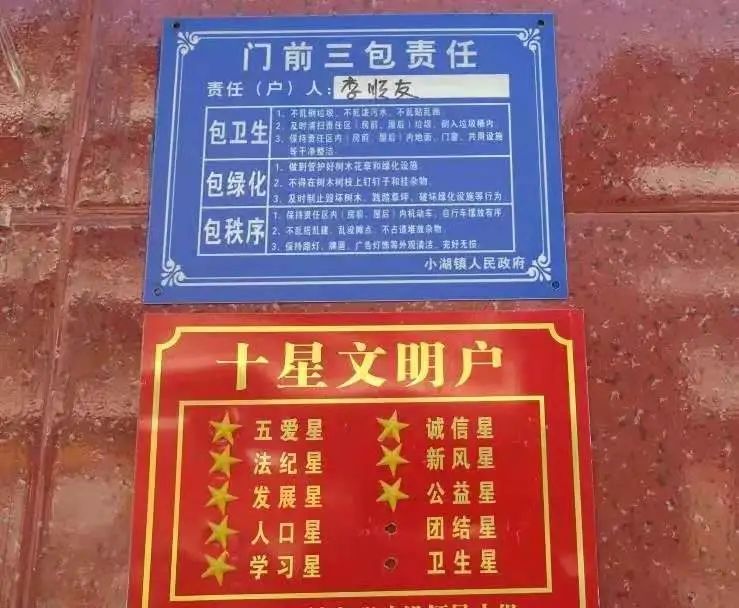 门前三包责任
责任（户）人：李顺友
包卫生
1、不乱倒垃圾、不乱泼污水、不乱贴乱画
2、及时清扫责任区（房前、屋后）垃圾，倒入垃圾桶内
3、保持责任区内（房前、屋后）内地面、门窗、共用设施
等干净整洁。
包绿化
1、做到管护好树木花草和绿化设施
2、不得在树木树枝上钉钉子和挂杂物
3、及时制止毁坏树木、践踏草坪、破坏绿化设施等行为
包秩序
1、保持责任区内（房前、屋后）内机动车、自行车摆放有序
2、不乱搭乱建、乱设摊点、不占道堆放杂物。
3、保持路灯、牌匾、广告灯饰等外观清洁、完好无损
小湖镇人民政府
十星文明户
五爱星 诚信星
法纪星 新风星
发展星 公益星
人口星 团结星
学习星 卫生星